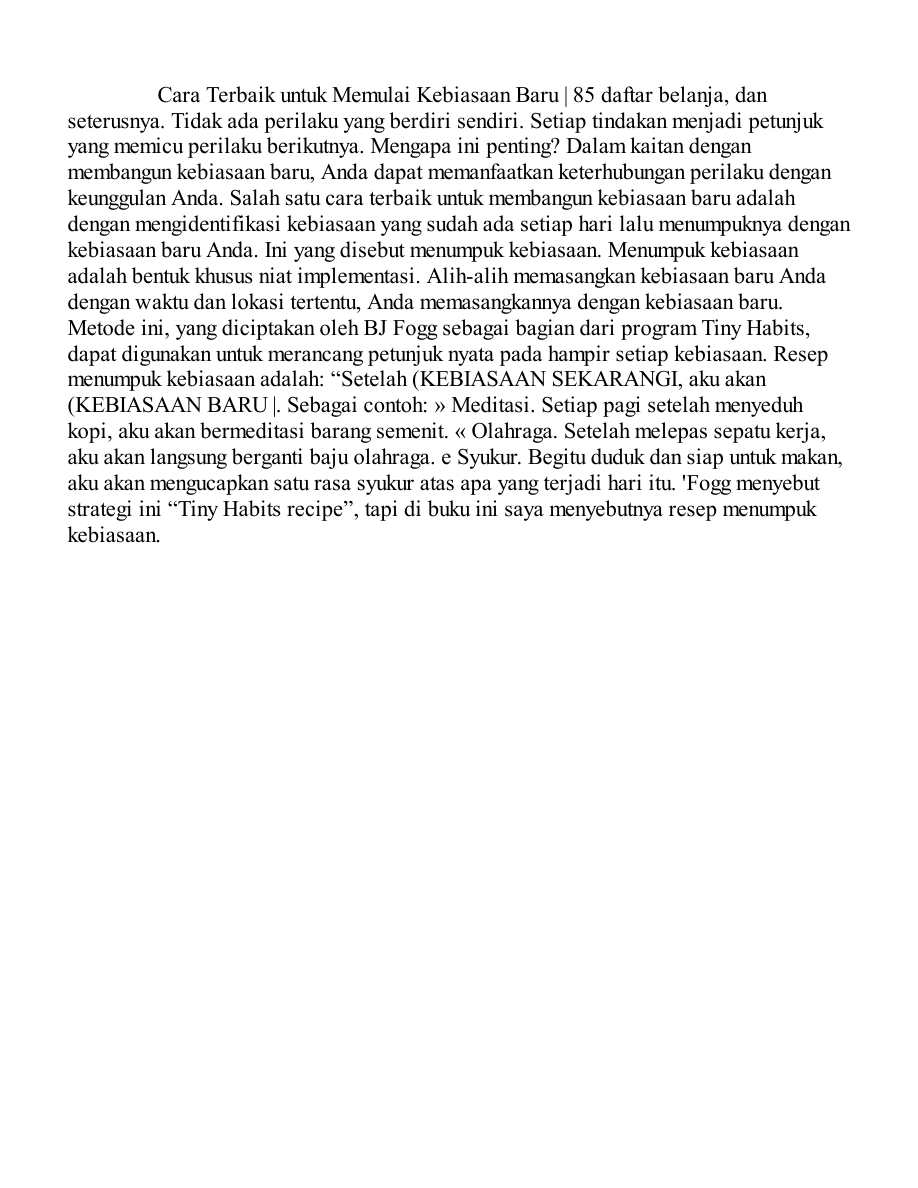 Cara Terbaik untuk Memulai Kebiasaan Baru | 85 daftar belanja, dan
seterusnya. Tidak ada perilaku yang berdiri sendiri. Setiap tindakan menjadi petunjuk
yang memicu perilaku berikutnya. Mengapa ini penting? Dalam kaitan dengan
membangun kebiasaan baru, Anda dapat memanfaatkan keterhubungan perilaku dengan
keunggulan Anda. Salah satu cara terbaik untuk membangun kebiasaan baru adalah
dengan mengidentifikasi kebiasaan yang sudah ada setiap hari lalu menumpuknya dengan
kebiasaan baru Anda. Ini yang disebut menumpuk kebiasaan. Menumpuk kebiasaan
adalah bentuk khusus niat implementasi. Alih-alih memasangkan kebiasaan baru Anda
dengan waktu dan lokasi tertentu, Anda memasangkannya dengan kebiasaan baru.
Metode ini, yang diciptakan oleh BJ Fogg sebagai bagian dari program Tiny Habits,
dapat digunakan untuk merancang petunjuk nyata pada hampir setiap kebiasaan. Resep
menumpuk kebiasaan adalah: “Setelah (KEBIASAAN SEKARANGI, aku akan
(KEBIASAAN BARU |. Sebagai contoh: » Meditasi. Setiap pagi setelah menyeduh
kopi, aku akan bermeditasi barang semenit. « Olahraga. Setelah melepas sepatu kerja,
aku akan langsung berganti baju olahraga. e Syukur. Begitu duduk dan siap untuk makan,
aku akan mengucapkan satu rasa syukur atas apa yang terjadi hari itu. 'Fogg menyebut
strategi ini “Tiny Habits recipe”, tapi di buku ini saya menyebutnya resep menumpuk
kebiasaan.